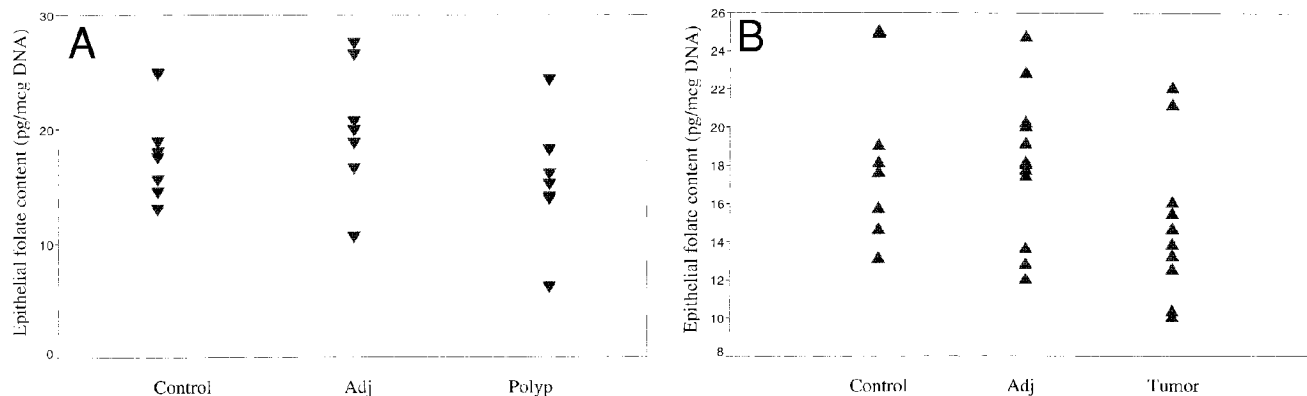 A
Epithelial folate content (pg/mcg DNA)
30
20
10
0
Control Adj Polyp
B
Epithelial folate content (pg/mcg DNA)
26
24
22
20
18
16
14
12
10
8
Control Adj Tumor